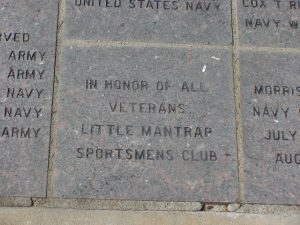 UNITED STATES NAVY
COX T
NAVY
RVED
ARMY
ARMY
NAVY
NAVY
ARMY
IN HONOR OF ALL
VETERANS
LITTLE MANTRAP
SPORTSMENS CLUB
MORRIS
NAVY
JULY
AUG